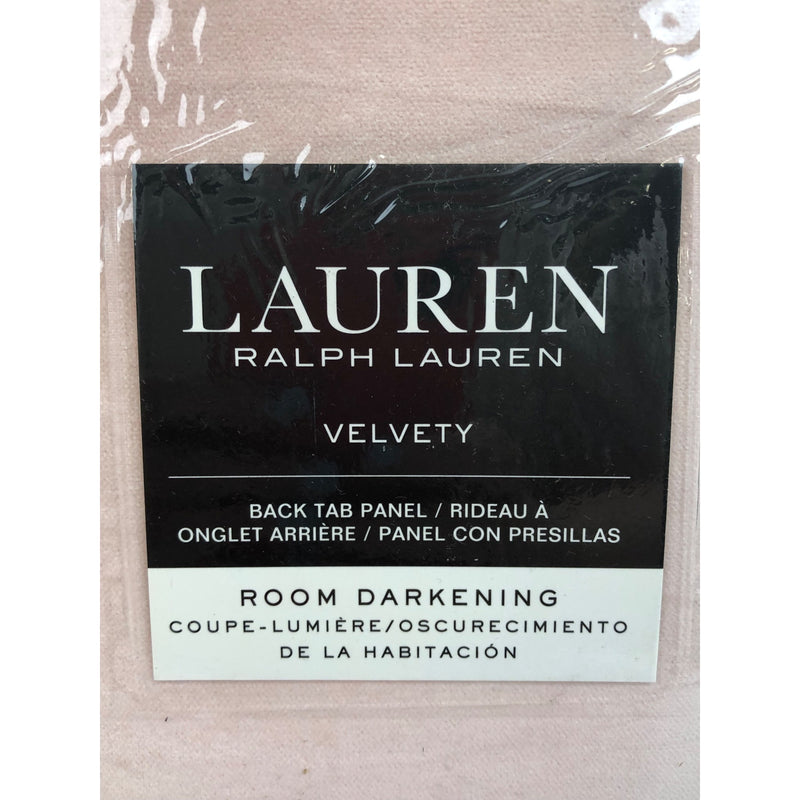 LAUREN
RALPH LAUREN
VELVETY
BACK TAB PANEL / RIDEAU À
ONGLET ARRIÈRE / PANEL CON PRESILLAS
ROOM DARKENING
COUPE-LUMIÈRE/OSCURECIMIENTO
DE LA HABITACIÓN